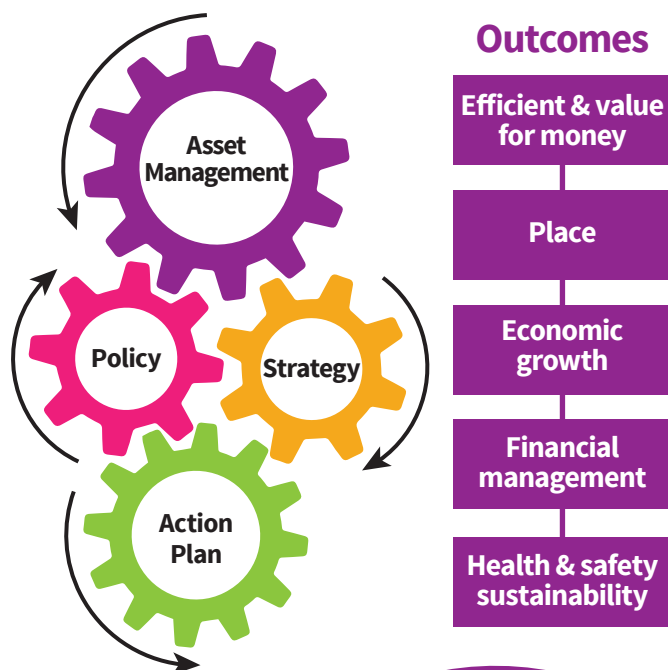 Asset
Management
Policy
Strategy
Action
Plan
Outcomes
Efficient & value
for money
Place
Economic
growth
Financial
management
Health & safety
sustainability